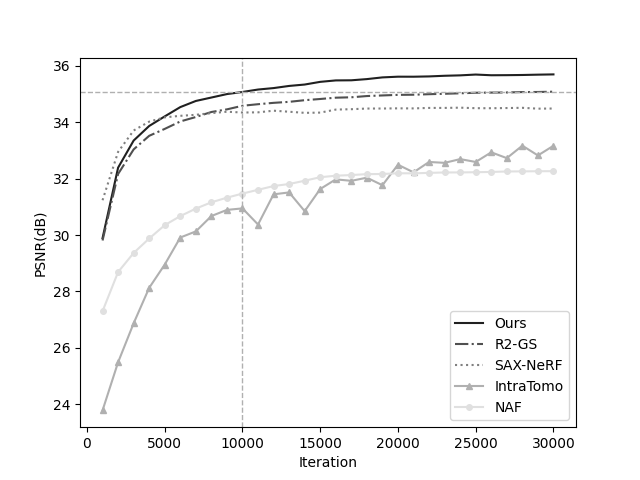 36
34
32
30
28
26
24
PSNR(dB)
0
5000
10000
15000
20000
25000
30000
Iteration
Ours
R2-GS
SAX-NeRF
IntraTomo
NAF